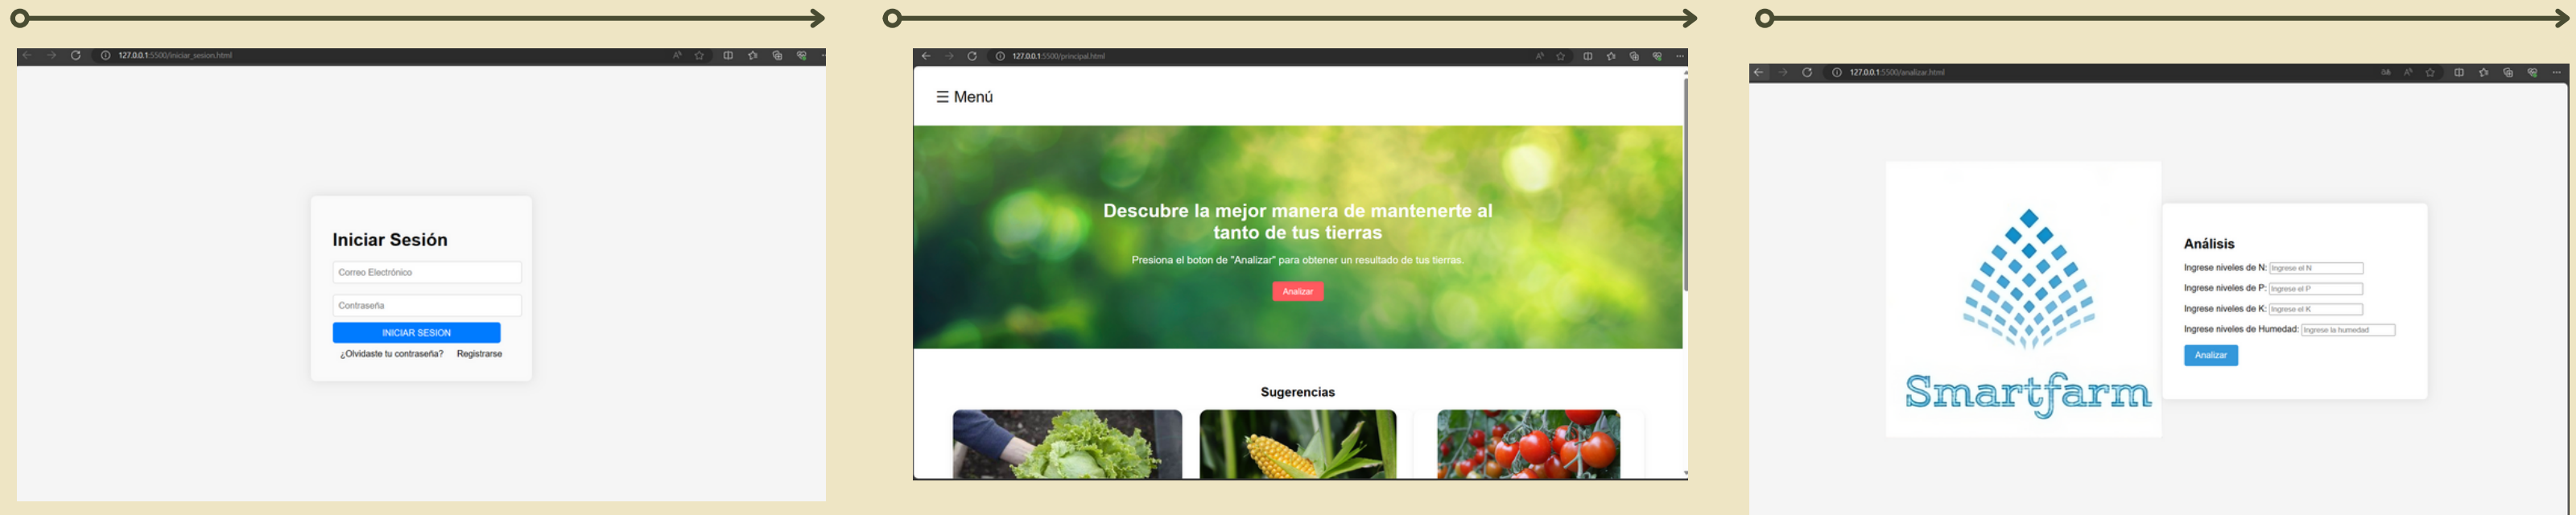 127.0.0.1:5500/iniciar_sesion.html
Iniciar Sesión
Correo Electrónico
Contraseña
INICIAR SESION
¿Olvidaste tu contraseña? Registrarse
127.0.0.1:5500/principal.html
☰ Menú
Descubre la mejor manera de mantenerte al
tanto de tus tierras
Presiona el boton de "Analizar" para obtener un resultado de tus tierras.
Analizar
Sugerencias
127.0.0.1:5500/analizar.html
Smartfarm
Análisis
Ingrese niveles de N: Ingrese el N
Ingrese niveles de P: Ingrese el P
Ingrese niveles de K: Ingrese el K
Ingrese niveles de Humedad: Ingrese la humedad
Analizar